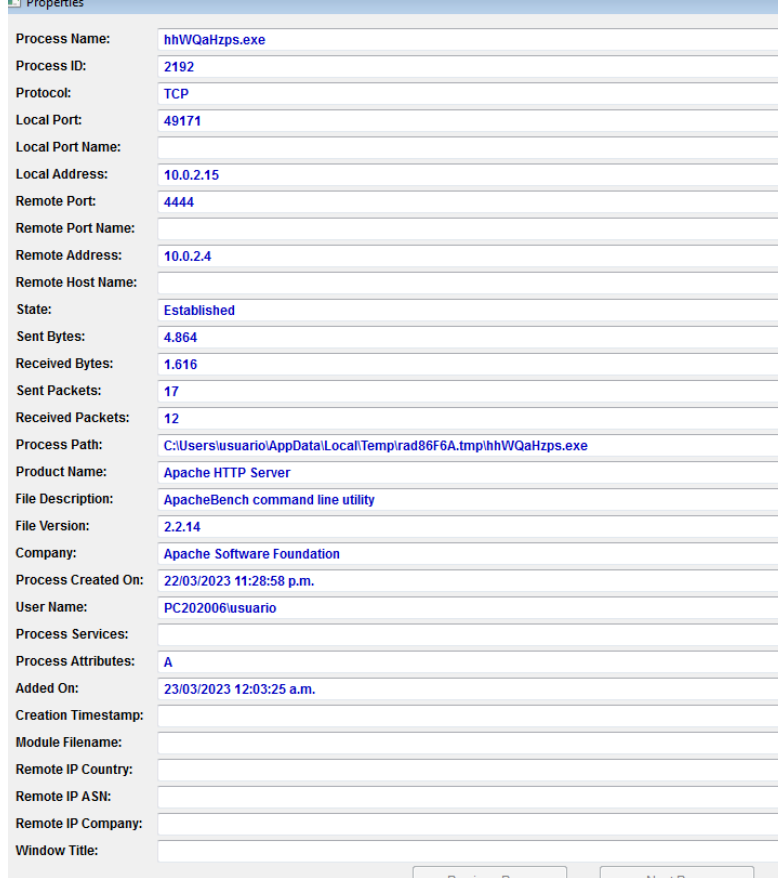 Properties
Process Name: hhWQaHzps.exe
Process ID: 2192
Protocol: TCP
Local Port: 49171
Local Port Name:
Local Address: 10.0.2.15
Remote Port: 4444
Remote Port Name:
Remote Address: 10.0.2.4
Remote Host Name:
State: Established
Sent Bytes: 4.864
Received Bytes: 1.616
Sent Packets: 17
Received Packets: 12
Process Path: C:\Users\usuario\AppData\Local\Temp\rad86F6A.tmp\hhWQaHzps.exe
Product Name: Apache HTTP Server
File Description: ApacheBench command line utility
File Version: 2.2.14
Company: Apache Software Foundation
Process Created On: 22/03/2023 11:28:58 p.m.
User Name: PC202006\usuario
Process Services:
Process Attributes: A
Added On: 23/03/2023 12:03:25 a.m.
Creation Timestamp:
Module Filename:
Remote IP Country:
Remote IP ASN:
Remote IP Company:
Window Title: